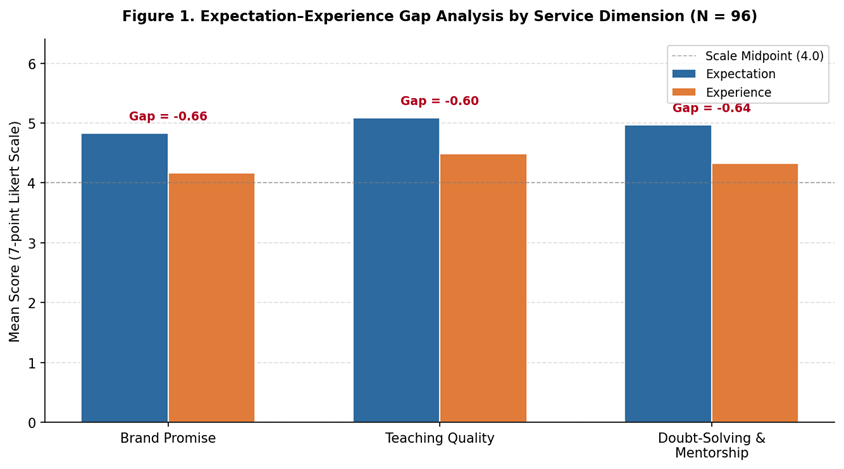 Figure 1. Expectation–Experience Gap Analysis by Service Dimension (N = 96)
Mean Score (7-point Likert Scale)
6
5
4
3
2
1
0
Scale Midpoint (4.0)
Expectation
Experience
Gap = -0.66
Gap = -0.60
Gap = -0.64
Brand Promise
Teaching Quality
Doubt-Solving &
Mentorship